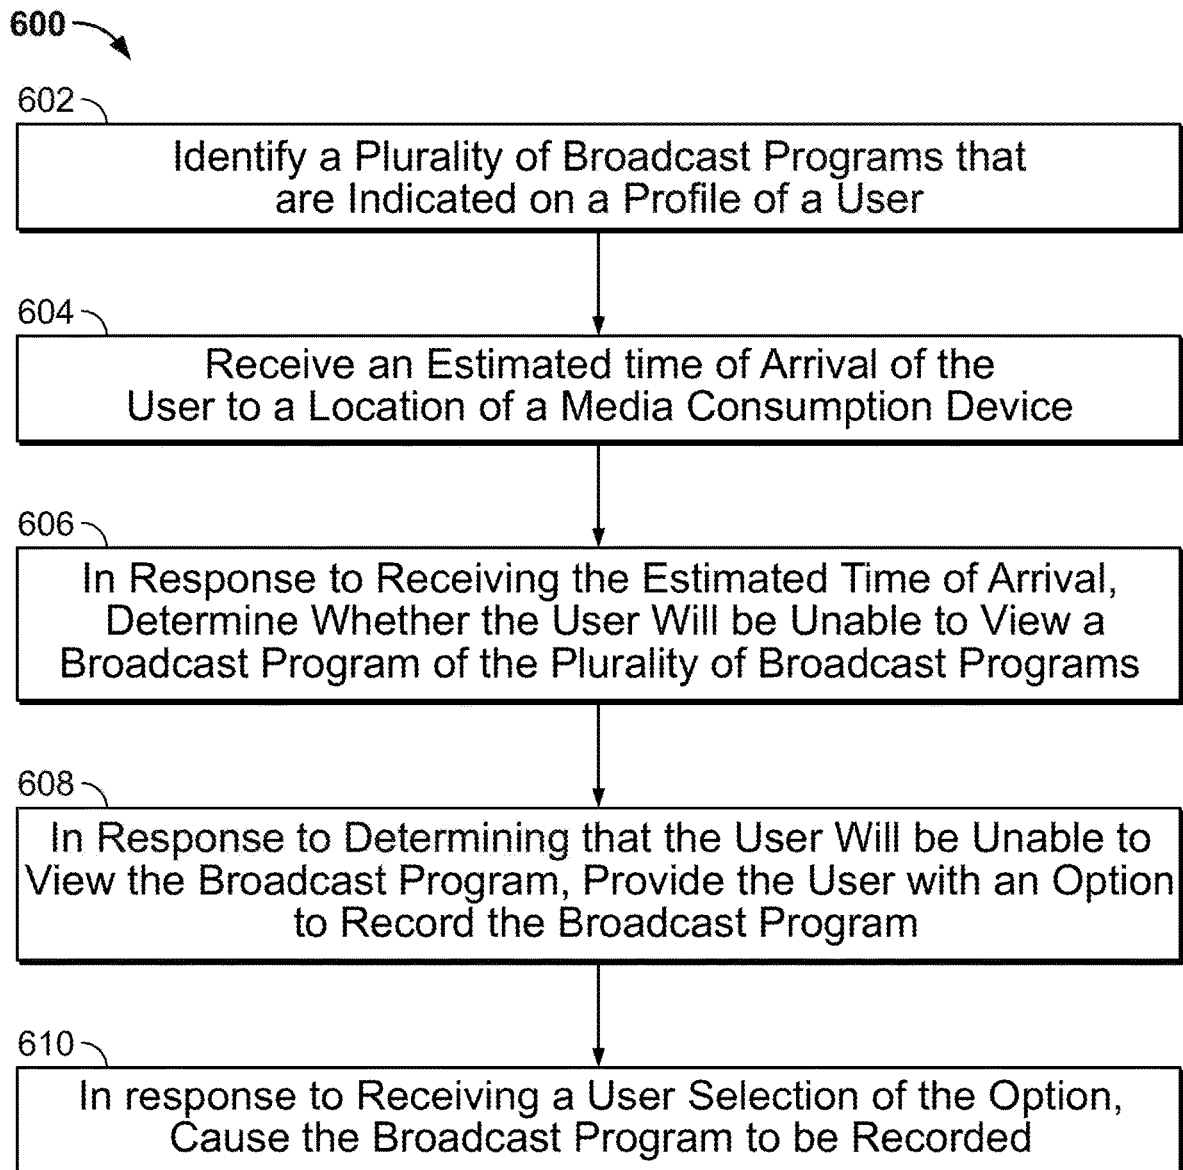 600
602
Identify a Plurality of Broadcast Programs that
are Indicated on a Profile of a User
604
Receive an Estimated time of Arrival of the
User to a Location of a Media Consumption Device
606
In Response to Receiving the Estimated Time of Arrival,
Determine Whether the User Will be Unable to View a
Broadcast Program of the Plurality of Broadcast Programs
608
In Response to Determining that the User Will be Unable to
View the Broadcast Program, Provide the User with an Option
to Record the Broadcast Program
610
In response to Receiving a User Selection of the Option,
Cause the Broadcast Program to be Recorded